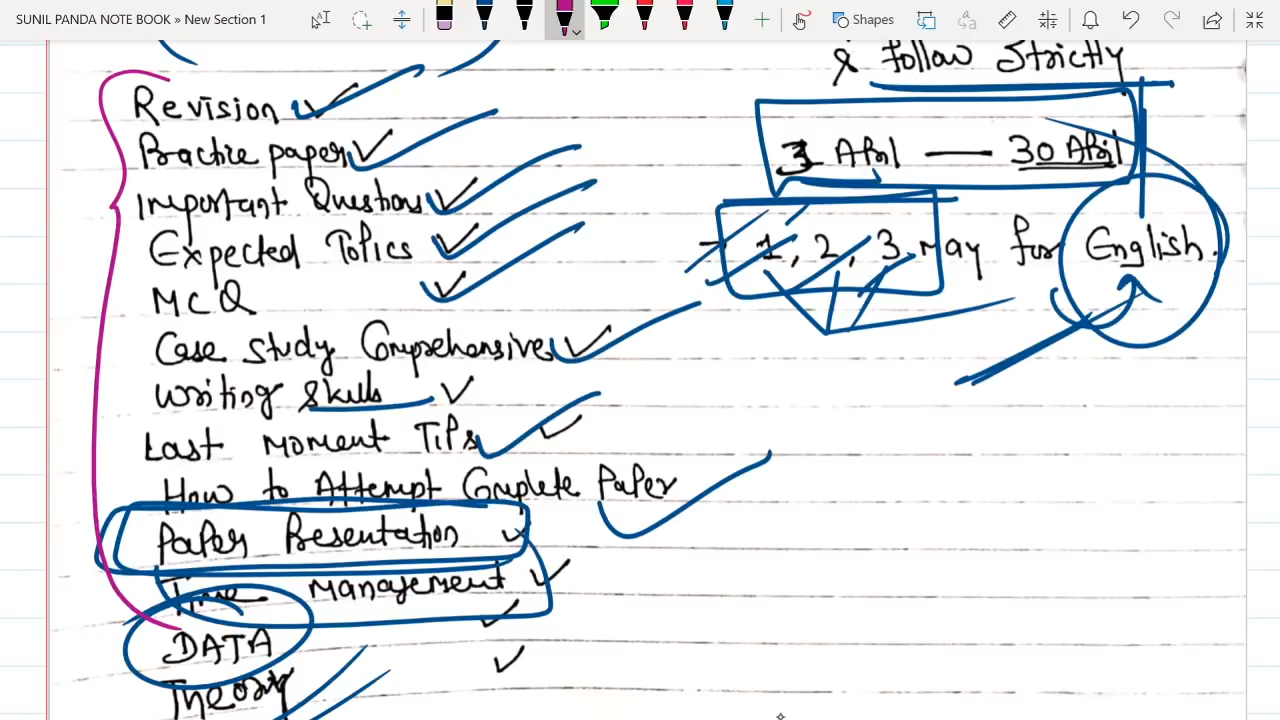 SUNIL PANDA NOTE BOOK » New Section 1
Shapes
& Follow Strictly
Revision
Practice paper
Important Questions
Expected Topics
MCQ
Case Study Comprehensive
Writing Skills
Last Moment Tips
How to Attempt Complete Paper
Paper Presentation
Time Management
DATA
Theory
April — 30 April
→ 1, 2, 3 May for English.